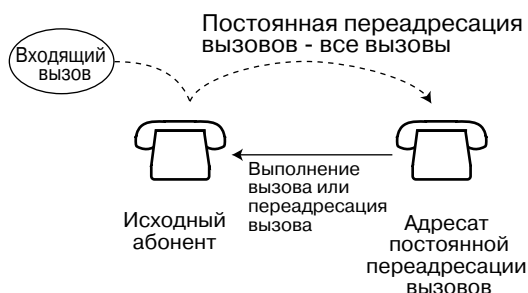 Постоянная переадресация
вызовов - все вызовы
Входящий
вызов
Выполнение
вызова или
переадресация
вызова
Исходный
абонент
Адресат
постоянной
переадресации
вызовов